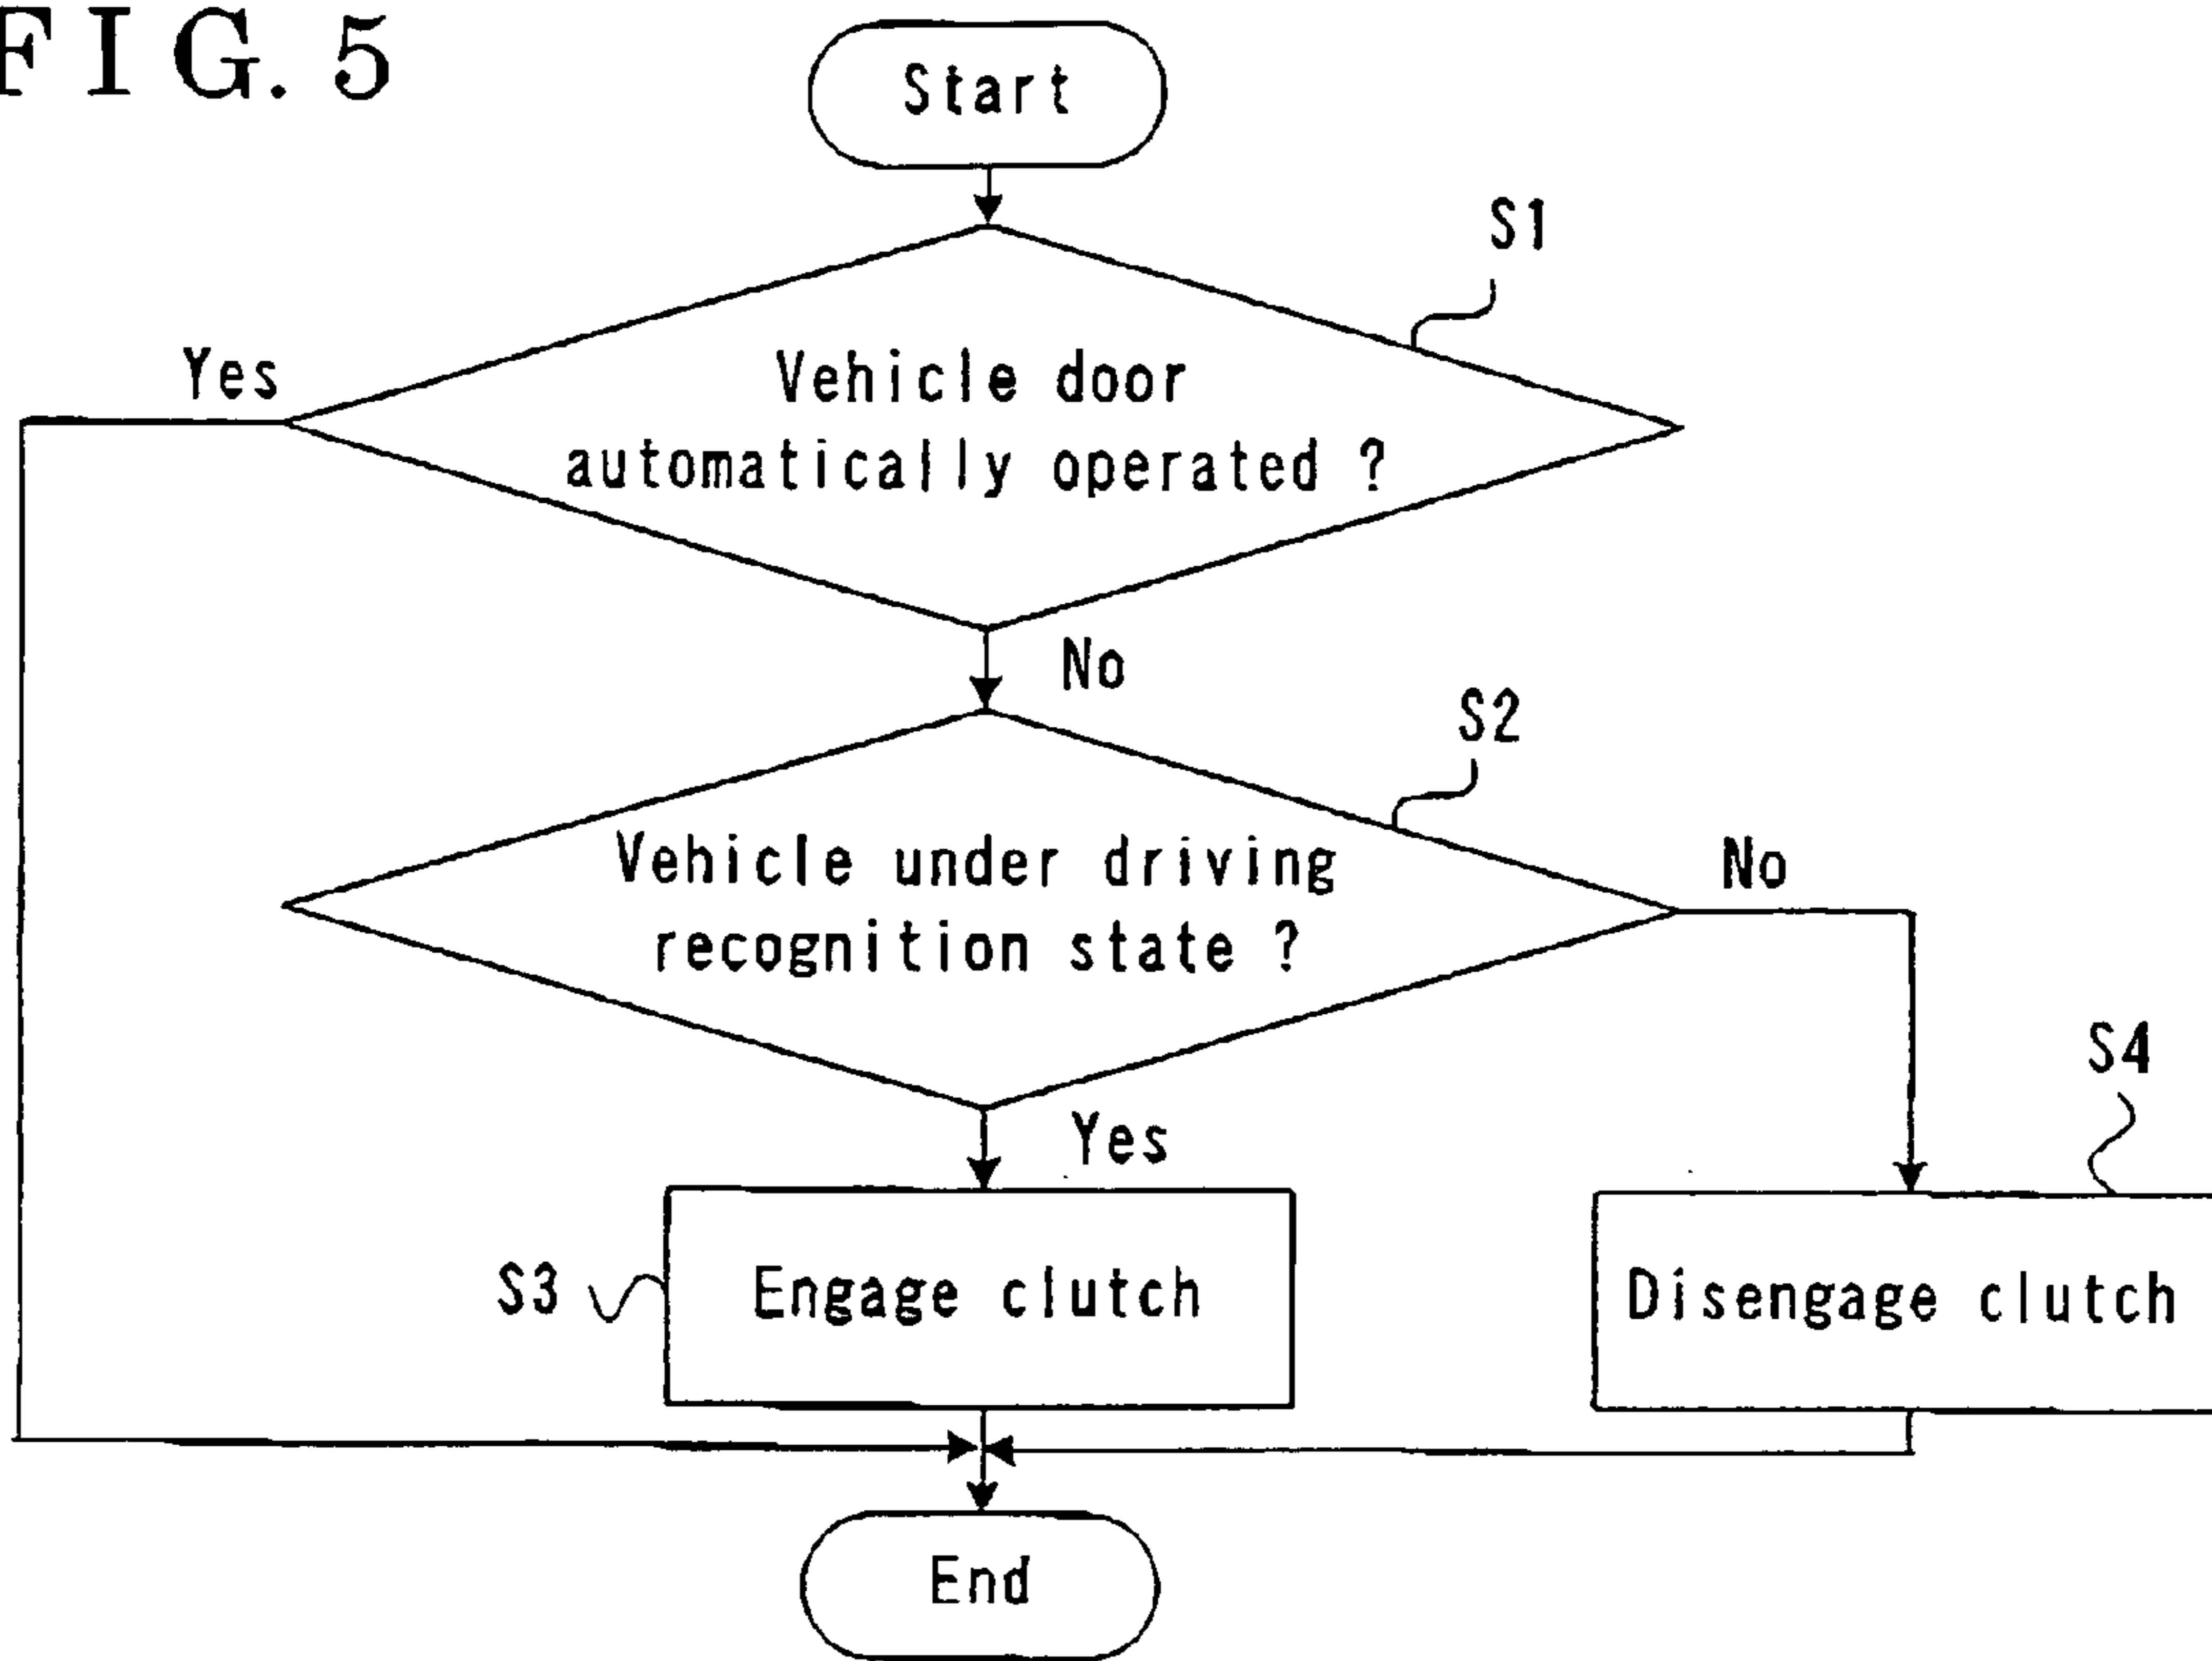 FIG. 5
Start
S1
Yes
Vehicle door
automatically operated ?
No
S2
Vehicle under driving
recognition state ?
No
S4
Yes
S3
Engage clutch
Disengage clutch
End